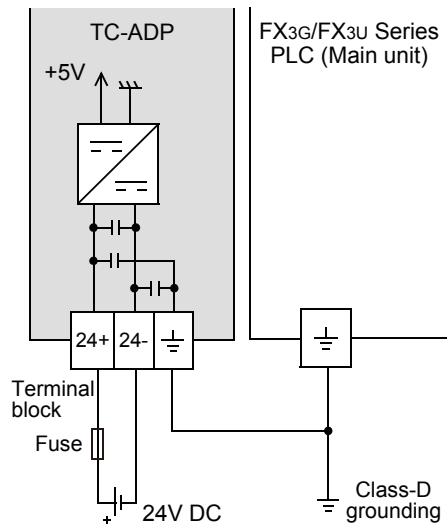 TC-ADP
FX3G/FX3U Series
PLC (Main unit)
+5V
24+ 24-
Terminal
block
Fuse
+
24V DC
Class-D
grounding